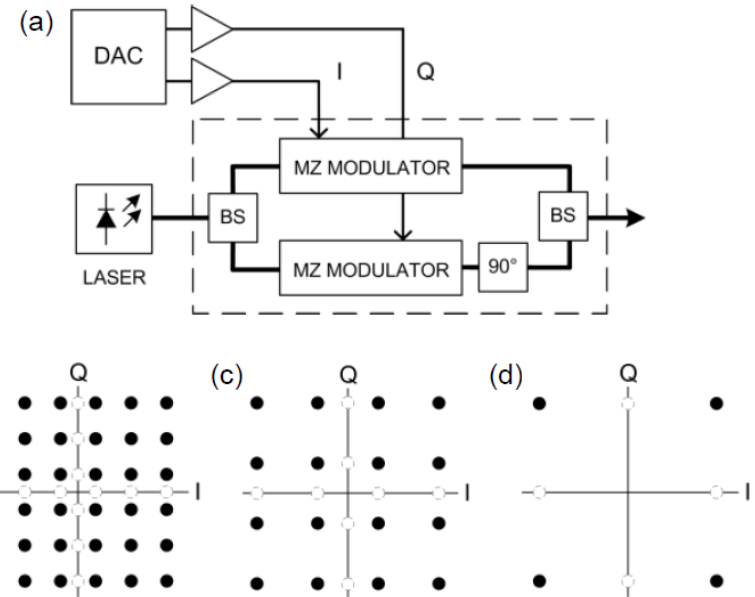 (a)
DAC
I
Q
MZ MODULATOR
BS
BS
MZ MODULATOR
90°
LASER
Q
I
(c)
Q
I
(d)
Q
I